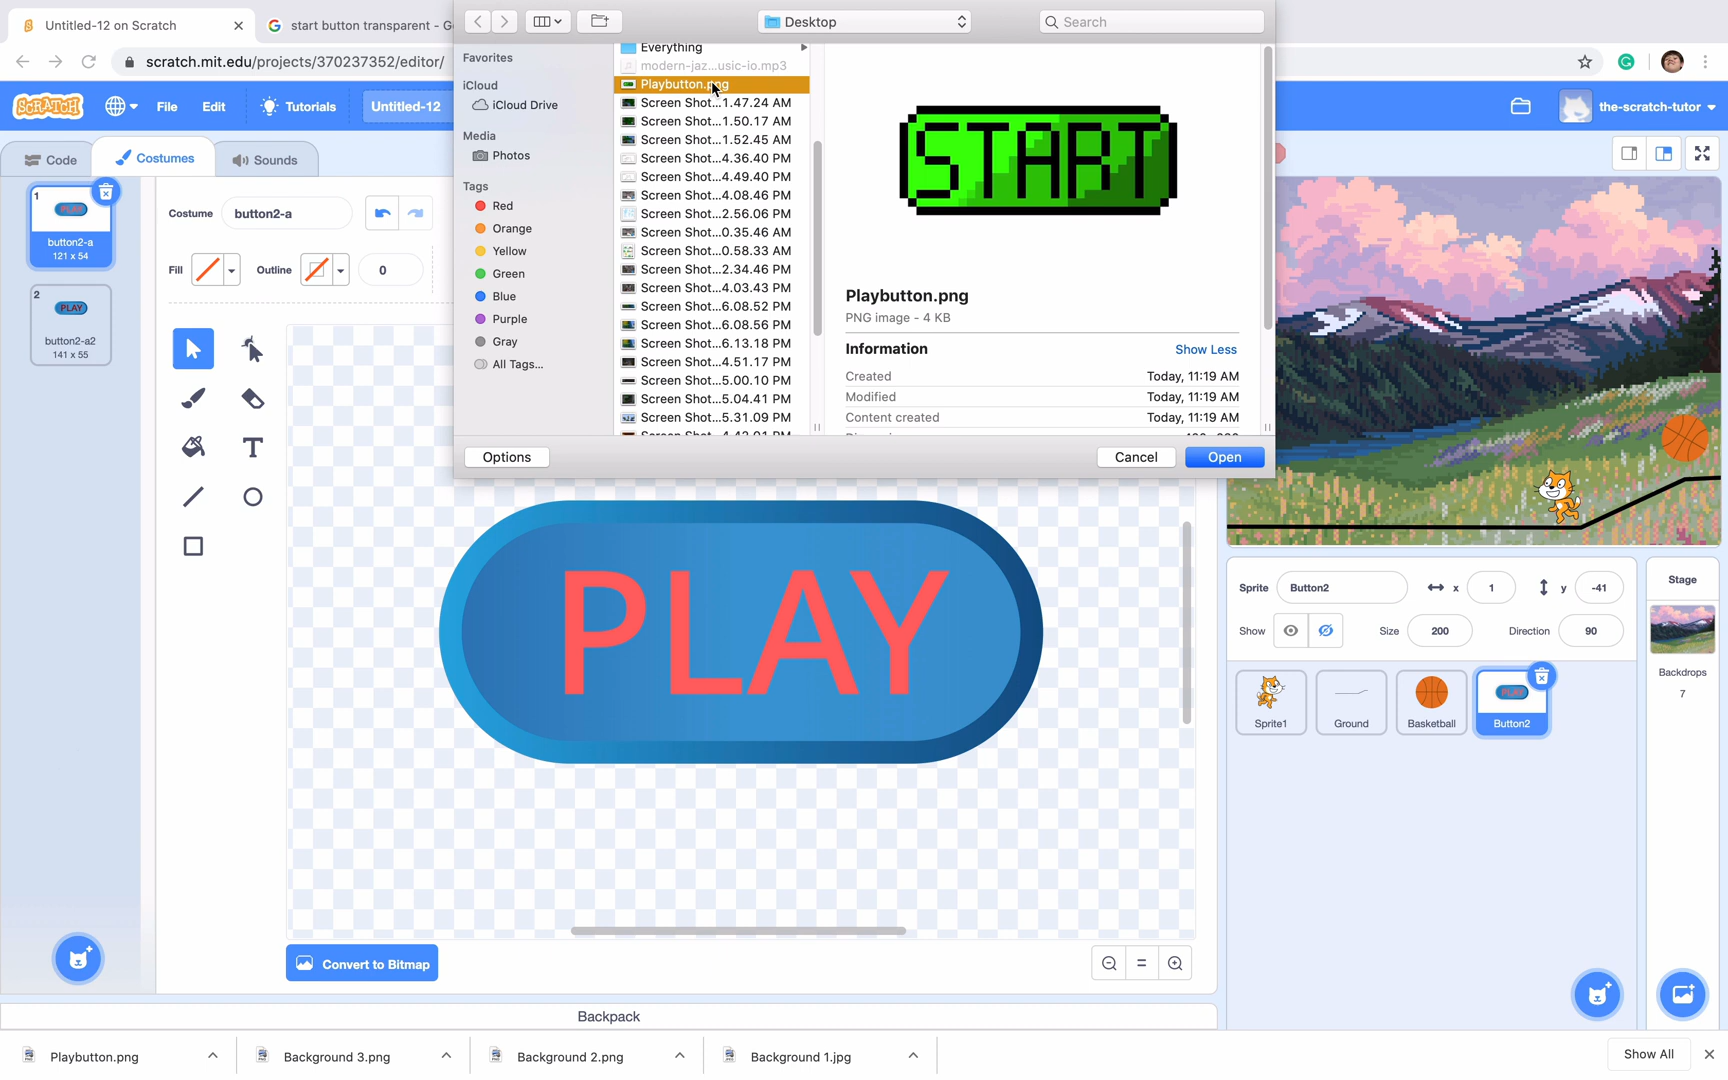 Untitled-12 on Scratch
start button transparent - G
scratch.mit.edu/projects/370237352/editor/
Desktop
Search
SCRATCH
File
Edit
Tutorials
Untitled-12
the-scratch-tutor
Code
Costumes
Sounds
Favorites
iCloud
iCloud Drive
Media
Photos
Tags
Red
Orange
Yellow
Green
Blue
Purple
Gray
All Tags...
Everything
modern-jaz...usic-io.mp3
Playbutton.png
Screen Shot...1.47.24 AM
Screen Shot...1.50.17 AM
Screen Shot...1.52.45 AM
Screen Shot...4.36.40 PM
Screen Shot...4.49.40 PM
Screen Shot...4.08.46 PM
Screen Shot...2.56.06 PM
Screen Shot...0.35.46 AM
Screen Shot...0.58.33 AM
Screen Shot...2.34.46 PM
Screen Shot...4.03.43 PM
Screen Shot...6.08.52 PM
Screen Shot...6.08.56 PM
Screen Shot...6.13.18 PM
Screen Shot...4.51.17 PM
Screen Shot...5.00.10 PM
Screen Shot...5.04.41 PM
Screen Shot...5.31.09 PM
START
Playbutton.png
PNG image - 4 KB
Information
Show Less
Created
Today, 11:19 AM
Modified
Today, 11:19 AM
Content created
Today, 11:19 AM
Options
Cancel
Open
1
PLAY
button2-a
121 x 54
2
PLAY
button2-a2
141 x 55
Costume
button2-a
Fill
Outline
0
T
PLAY
Convert to Bitmap
Backpack
Sprite
Button2
x
1
y
-41
Show
Size
200
Direction
90
Sprite1
Ground
Basketball
PLAY
Button2
Stage
Backdrops
7
Playbutton.png
Background 3.png
Background 2.png
Background 1.jpg
Show All